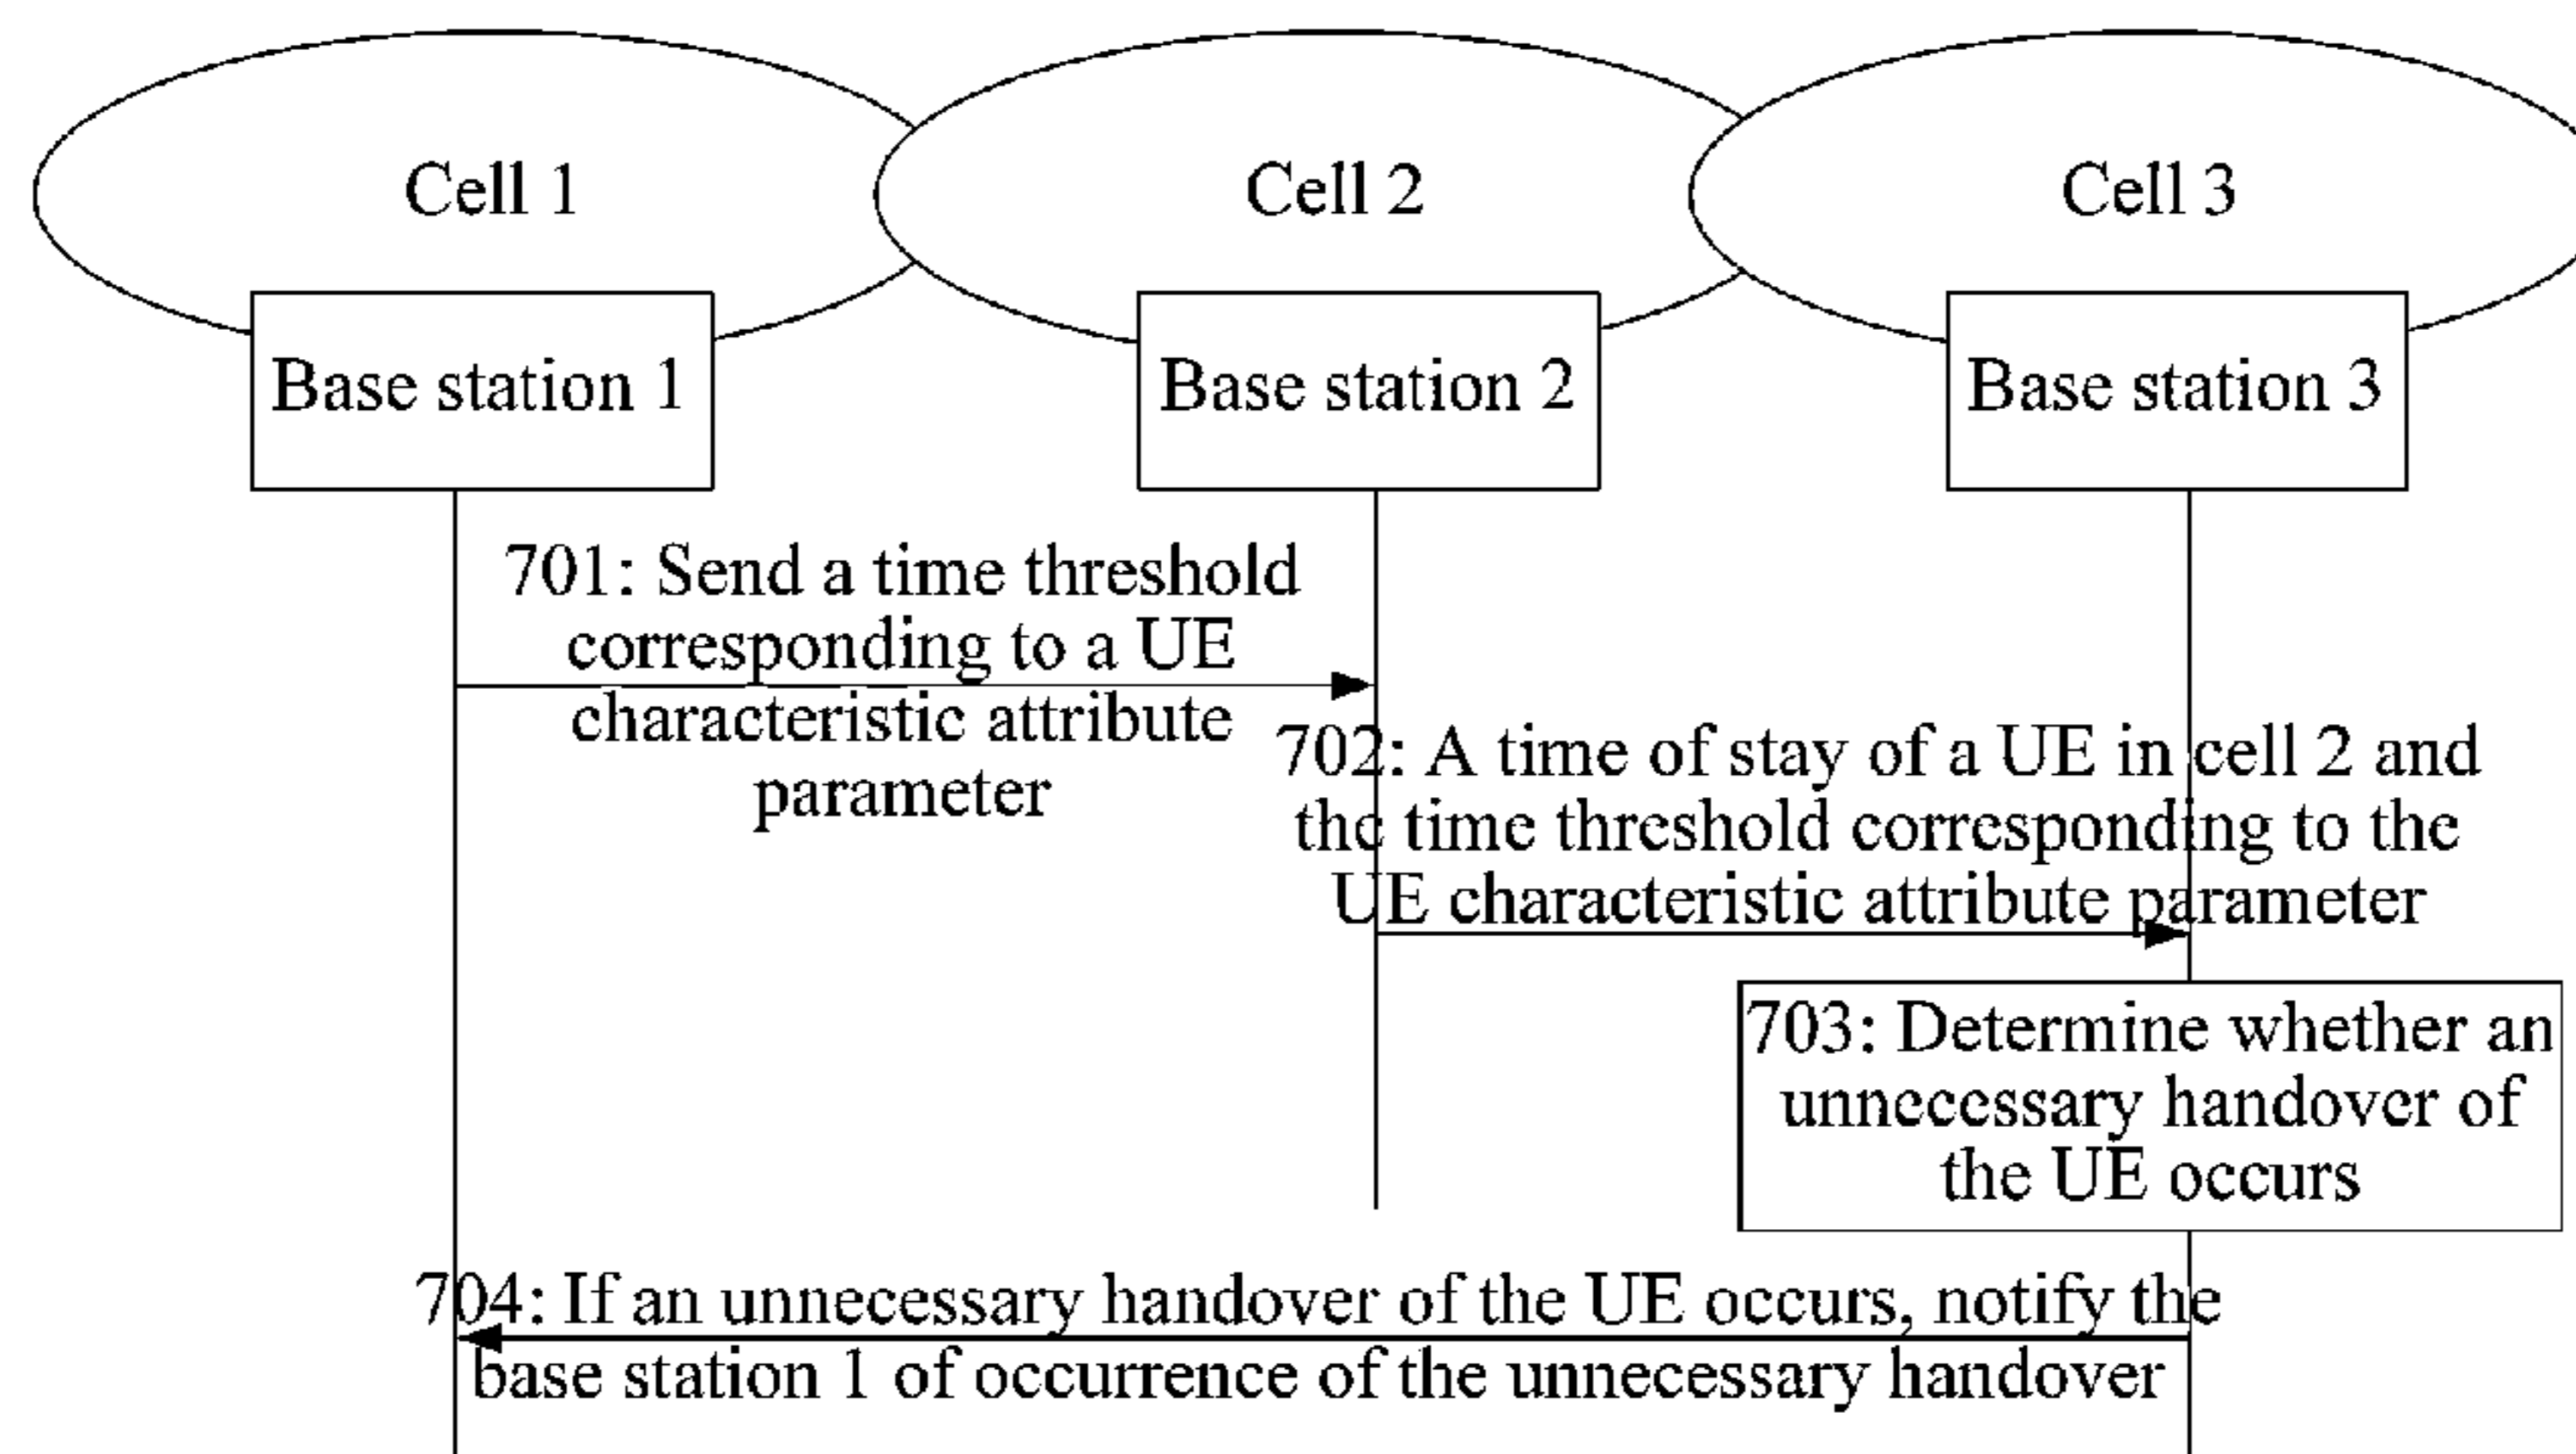 Cell 1
Cell 2
Cell 3
Base station 1
Base station 2
Base station 3
701: Send a time threshold
corresponding to a UE
characteristic attribute
parameter
702: A time of stay of a UE in cell 2 and
the time threshold corresponding to the
UE characteristic attribute parameter
703: Determine whether an
unnecessary handover of
the UE occurs
704: If an unnecessary handover of the UE occurs, notify the
base station 1 of occurrence of the unnecessary handover